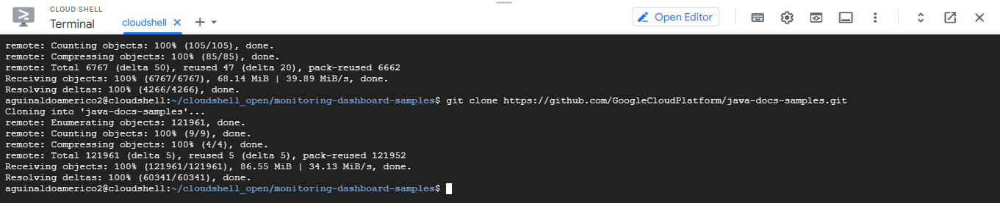 CLOUD SHELL
Terminal
cloudshell
Open Editor
remote: Counting objects: 100% (105/105), done.
remote: Compressing objects: 100% (85/85), done.
remote: Total 6767 (delta 50), reused 47 (delta 20), pack-reused 6662
Receiving objects: 100% (6767/6767), 68.14 MiB | 39.89 MiB/s, done.
Resolving deltas: 100% (4266/4266), done.
aguinaldoamerico2@cloudshell:~/cloudshell_open/monitoring-dashboard-samples$ git clone https://github.com/GoogleCloudPlatform/java-docs-samples.git
Cloning into 'java-docs-samples'...
remote: Enumerating objects: 121961, done.
remote: Counting objects: 100% (9/9), done.
remote: Compressing objects: 100% (4/4), done.
remote: Total 121961 (delta 5), reused 5 (delta 5), pack-reused 121952
Receiving objects: 100% (121961/121961), 86.55 MiB | 34.13 MiB/s, done.
Resolving deltas: 100% (60341/60341), done.
aguinaldoamerico2@cloudshell:~/cloudshell_open/monitoring-dashboard-samples$